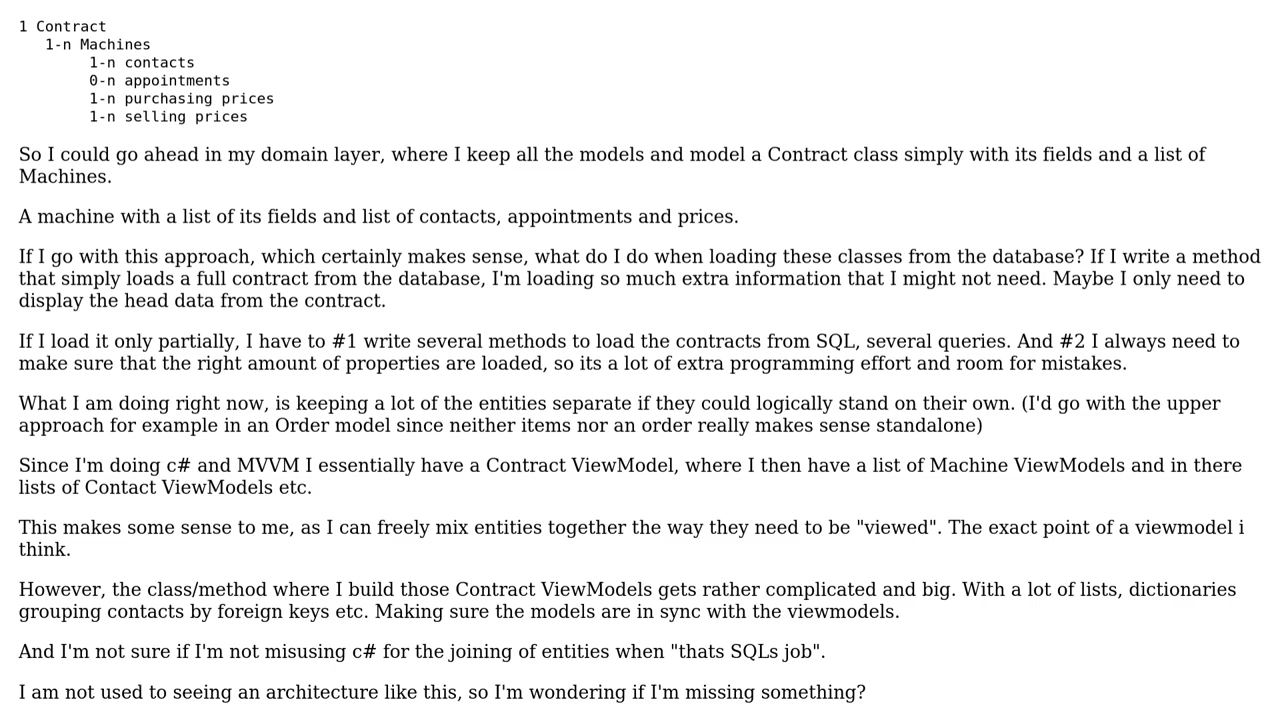 1 Contract
1-n Machines
1-n contacts
0-n appointments
1-n purchasing prices
1-n selling prices
So I could go ahead in my domain layer, where I keep all the models and model a Contract class simply with its fields and a list of
Machines.
A machine with a list of its fields and list of contacts, appointments and prices.
If I go with this approach, which certainly makes sense, what do I do when loading these classes from the database? If I write a method
that simply loads a full contract from the database, I'm loading so much extra information that I might not need. Maybe I only need to
display the head data from the contract.
If I load it only partially, I have to #1 write several methods to load the contracts from SQL, several queries. And #2 I always need to
make sure that the right amount of properties are loaded, so its a lot of extra programming effort and room for mistakes.
What I am doing right now, is keeping a lot of the entities separate if they could logically stand on their own. (I'd go with the upper
approach for example in an Order model since neither items nor an order really makes sense standalone)
Since I'm doing c# and MVVM I essentially have a Contract ViewModel, where I then have a list of Machine ViewModels and in there
lists of Contact ViewModels etc.
This makes some sense to me, as I can freely mix entities together the way they need to be "viewed". The exact point of a viewmodel i
think.
However, the class/method where I build those Contract ViewModels gets rather complicated and big. With a lot of lists, dictionaries
grouping contacts by foreign keys etc. Making sure the models are in sync with the viewmodels.
And I'm not sure if I'm not misusing c# for the joining of entities when "thats SQLs job".
I am not used to seeing an architecture like this, so I'm wondering if I'm missing something?